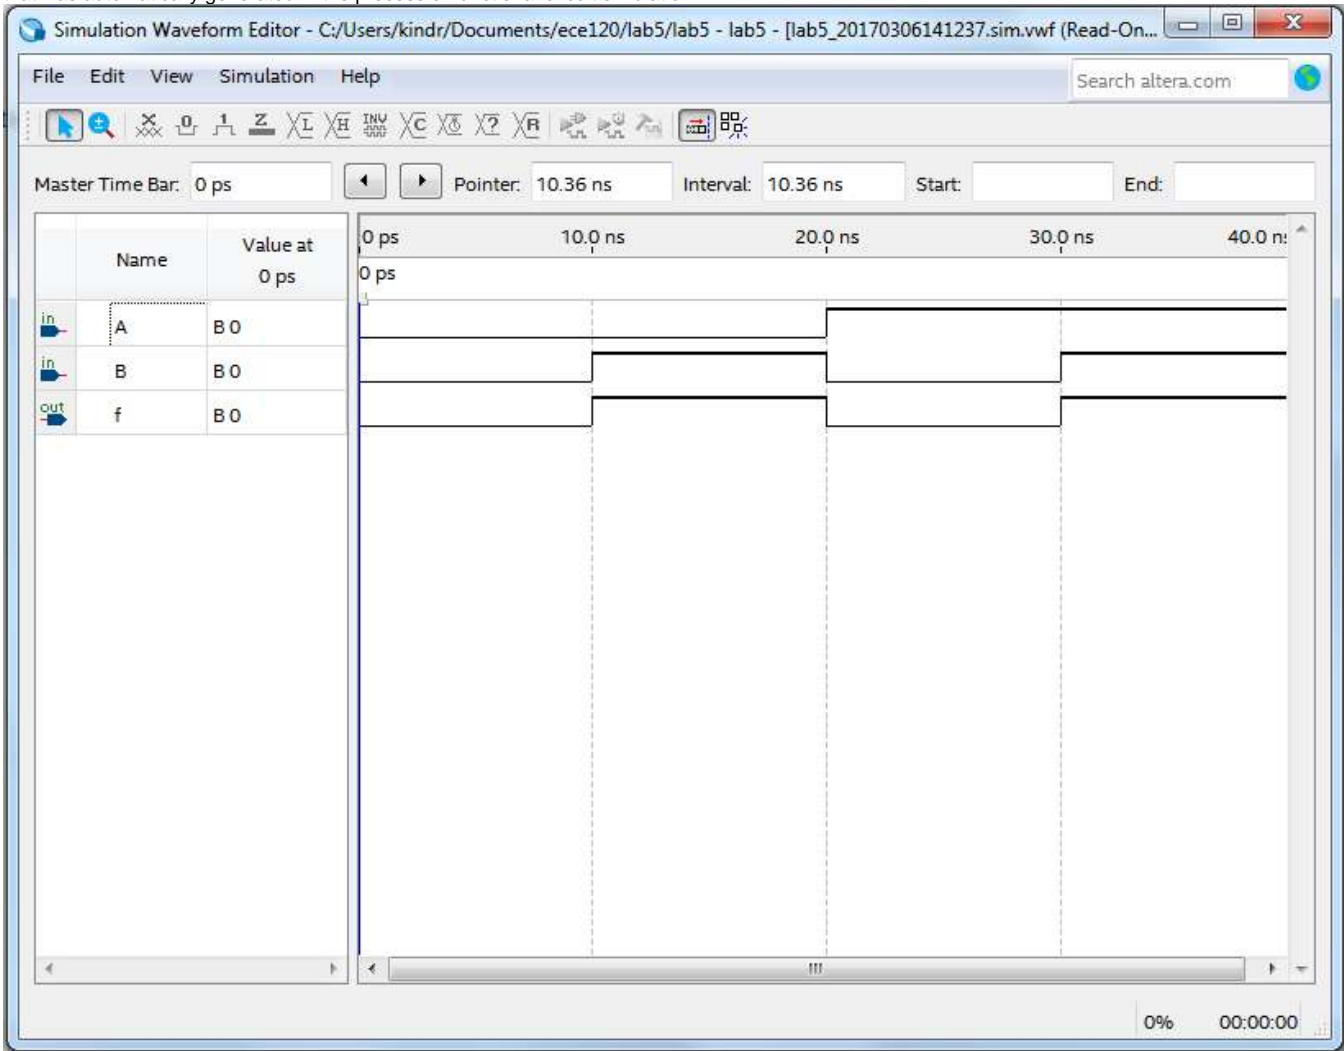 Simulation Waveform Editor - C:/Users/kindr/Documents/ece120/lab5/lab5 - lab5 - [lab5_20170306141237.sim.vwf (Read-On...
File Edit View Simulation Help
Search altera.com
Master Time Bar: 0 ps
Pointer: 10.36 ns
Interval: 10.36 ns
Start:
End:
Name
Value at
0 ps
0 ps 10.0 ns 20.0 ns 30.0 ns 40.0 n
0 ps
in A B 0
in B B 0
out f B 0
0% 00:00:00